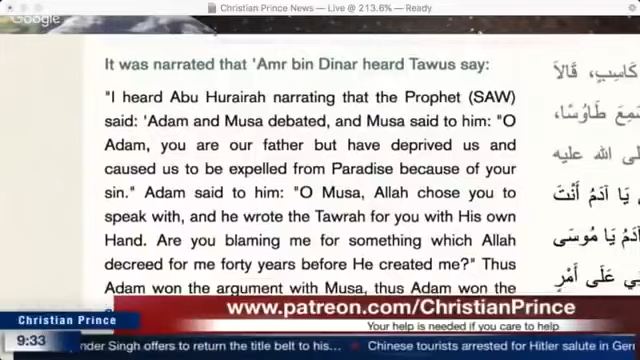 Christian Prince News — Live @ 213.6% — Ready
Google
It was narrated that 'Amr bin Dinar heard Tawus say:
"I heard Abu Hurairah narrating that the Prophet (SAW)
said: 'Adam and Musa debated, and Musa said to him: "O
Adam, you are our father but have deprived us and
caused us to be expelled from Paradise because of your
sin." Adam said to him: "O Musa, Allah chose you to
speak with, and he wrote the Tawrah for you with His own
Hand. Are you blaming me for something which Allah
decreed for me forty years before He created me?" Thus
Adam won the argument with Musa, thus Adam won the
كَاسِبٍ، قَالاَ
سَمِعَ طَاوُسًا،
لى الله عليه
يَا آدَمُ أَنْتَ
آدَمُ يَا مُوسَى
عَلَى أَمْرٍ
www.patreon.com/ChristianPrince
Your help is needed if you care to help
Christian Prince
9:33
nder Singh offers to return the title belt to his... • Chinese tourists arrested for Hitler salute in Ger